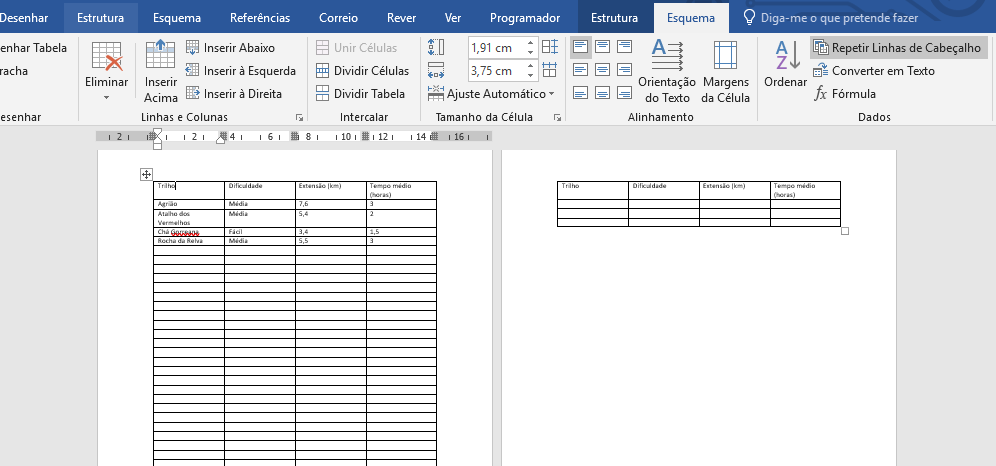 Desenhar Estrutura Esquema Referências Correio Rever Ver Programador Estrutura Esquema Diga-me o que pretende fazer
enhar Tabela
racha
esenhar
Eliminar
Inserir
Acima
Inserir Abaixo
Inserir à Esquerda
Inserir à Direita
Linhas e Colunas
Unir Células
Dividir Células
Dividir Tabela
Intercalar
1,91 cm
3,75 cm
Ajuste Automático
Tamanho da Célula
Orientação
do Texto
Margens
da Célula
Alinhamento
Ordenar
Repetir Linhas de Cabeçalho
Converter em Texto
fx Fórmula
Dados
2 2 4 6 8 10 12 14 16
Trilho Dificuldade Extensão (km) Tempo médio
(horas)
Agrião Média 7,6 3
Atalho dos Média 5,4 2
Vermelhos
Chá Gorreana Fácil 3,4 1,5
Rocha da Relva Média 5,5 3
Trilho Dificuldade Extensão (km) Tempo médio
(horas)